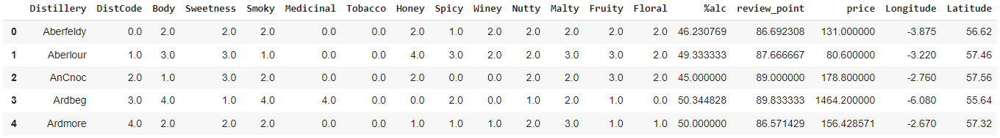 Distillery DistCode Body Sweetness Smoky Medicinal Tobacco Honey Spicy Winey Nutty Malty Fruity Floral %alc review_point price Longitude Latitude
0 Aberfeldy 0.0 2.0 2.0 2.0 0.0 0.0 2.0 1.0 2.0 2.0 2.0 2.0 2.0 46.230769 86.692308 131.000000 -3.875 56.62
1 Aberlour 1.0 3.0 3.0 1.0 0.0 0.0 4.0 3.0 2.0 2.0 3.0 3.0 2.0 49.333333 87.666667 80.600000 -3.220 57.46
2 AnCnoc 2.0 1.0 3.0 2.0 0.0 0.0 2.0 0.0 0.0 2.0 2.0 3.0 2.0 45.000000 89.000000 178.800000 -2.760 57.56
3 Ardbeg 3.0 4.0 1.0 4.0 4.0 0.0 0.0 2.0 0.0 1.0 2.0 1.0 0.0 50.344828 89.833333 1464.200000 -6.080 55.64
4 Ardmore 4.0 2.0 2.0 2.0 0.0 0.0 1.0 1.0 1.0 2.0 3.0 1.0 1.0 50.000000 86.571429 156.428571 -2.670 57.32